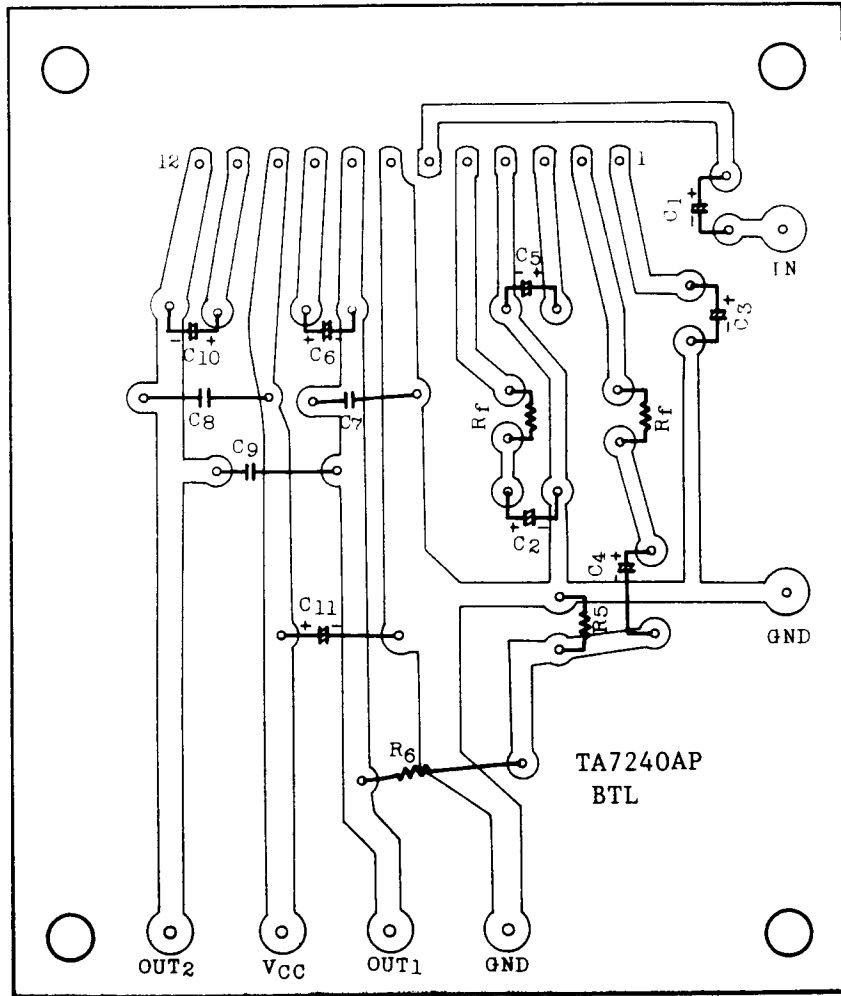 12
1
C1
IN
C5
C3
C10
C6
C8
C7
Rf
Rf
C9
C2
C4
C11
R5
GND
R6
TA7240AP
BTL
OUT2
VCC
OUT1
GND